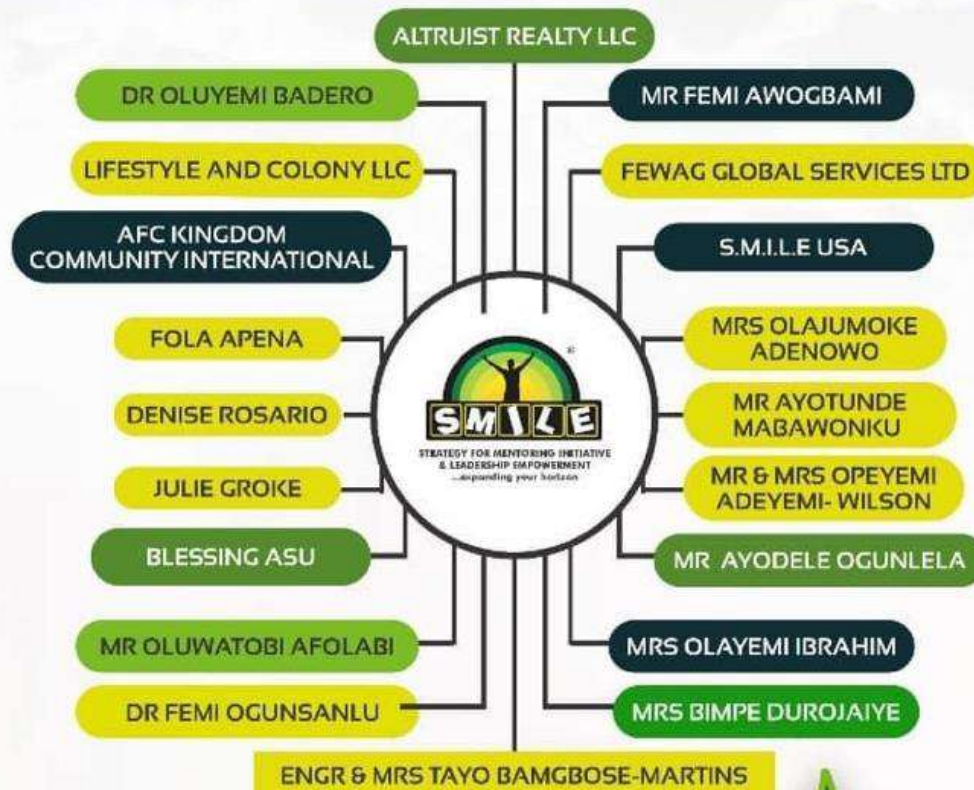 ALTRUIST REALTY LLC
DR OLUYEMI BADERO
MR FEMI AWOGBAMI
LIFESTYLE AND COLONY LLC
FEWAG GLOBAL SERVICES LTD
AFC KINGDOM
COMMUNITY INTERNATIONAL
S.M.I.L.E USA
FOLA APENA
MRS OLAJUMOKE
ADENOWO
DENISE ROSARIO
MR AYOTUNDE
MABAWONKU
JULIE GROKE
MR & MRS OPEYEMI
ADEYEMI- WILSON
BLESSING ASU
MR AYODELE OGUNLELA
MR OLUWATOBI AFOLABI
MRS OLAYEMI IBRAHIM
DR FEMI OGUNSANLU
MRS BIMPE DUROJAIYE
ENGR & MRS TAYO BAMGBOSE-MARTINS
SMILE
®
STRATEGY FOR MENTORING INITIATIVE
& LEADERSHIP EMPOWERMENT
...expanding your horizon